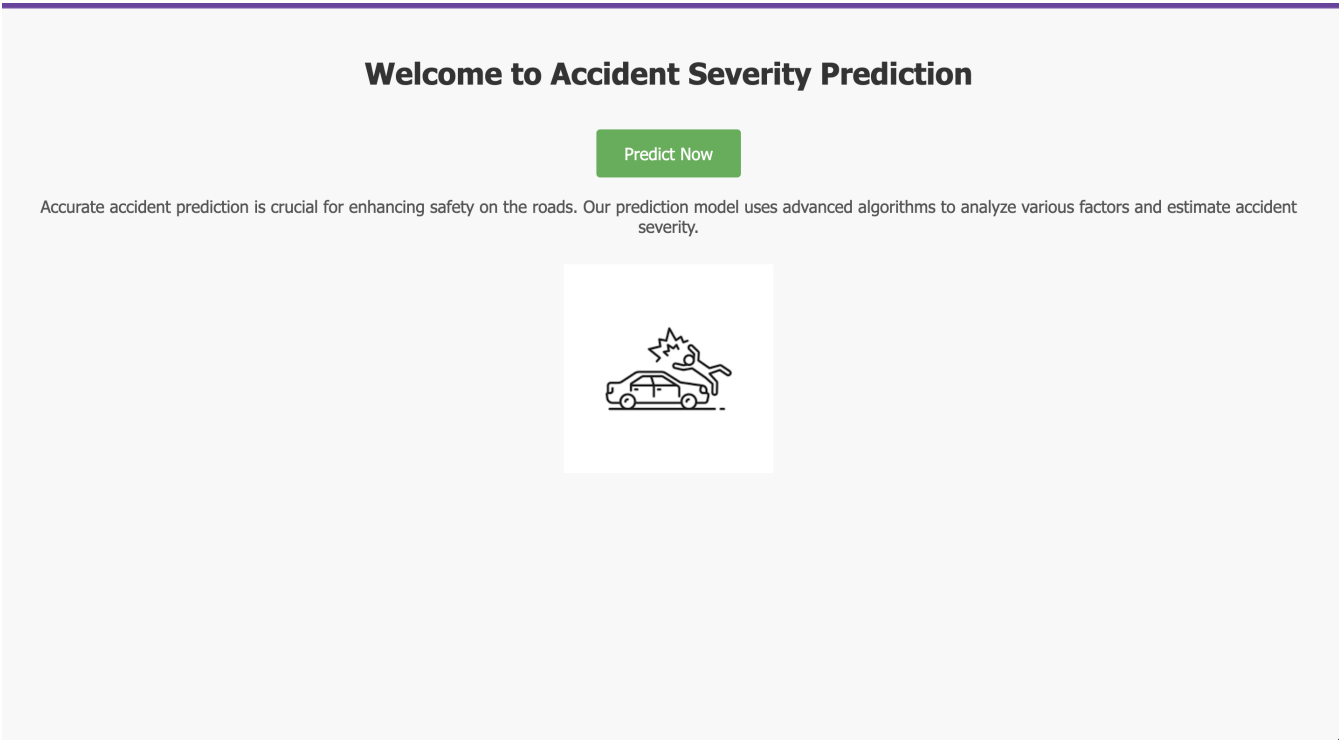 Welcome to Accident Severity Prediction
Predict Now
Accurate accident prediction is crucial for enhancing safety on the roads. Our prediction model uses advanced algorithms to analyze various factors and estimate accident
severity.